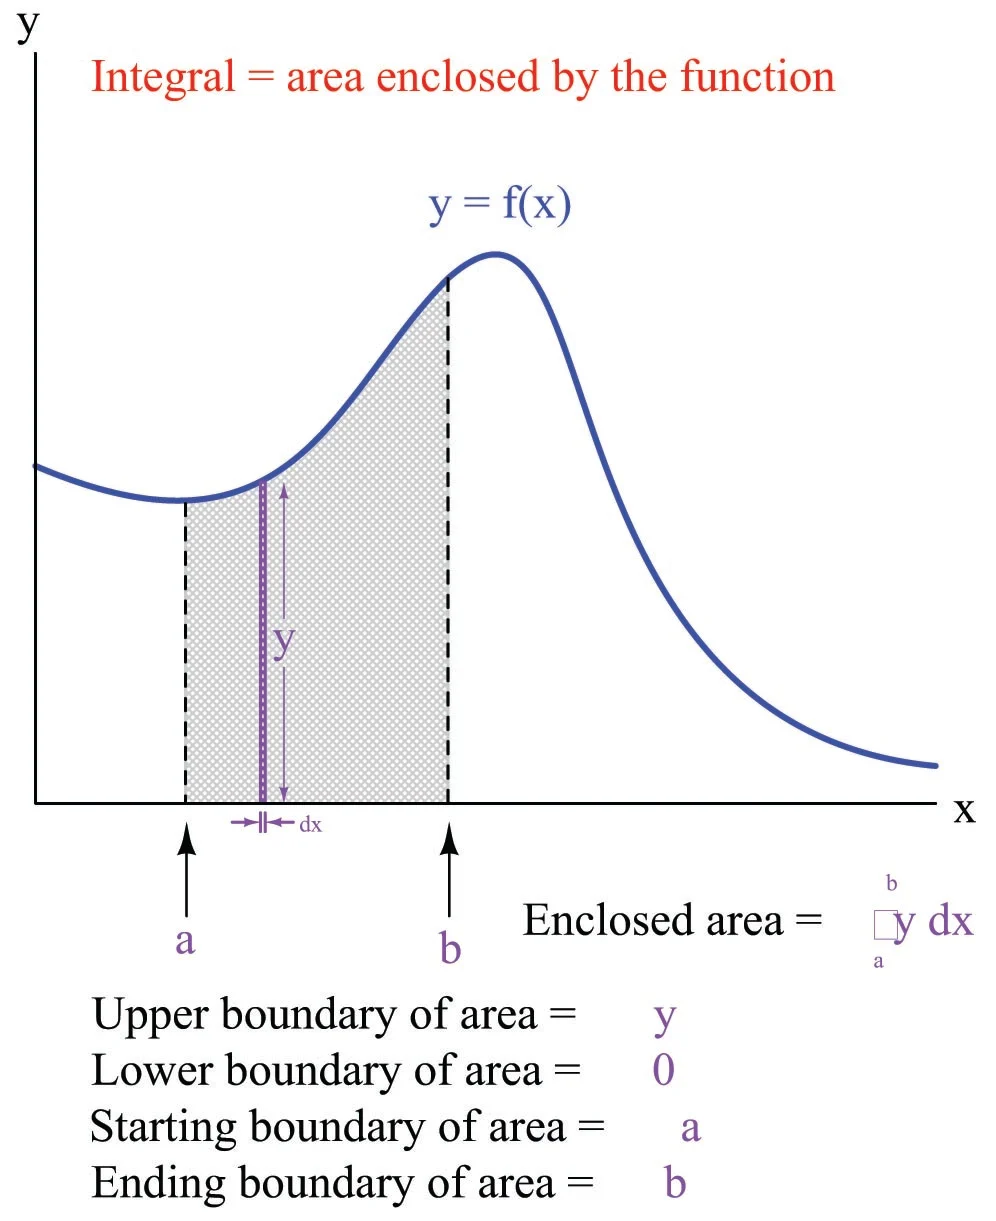 y
Integral = area enclosed by the function
y = f(x)
y
dx
x
a
b
b
Enclosed area = □y dx
a
Upper boundary of area = y
Lower boundary of area = 0
Starting boundary of area = a
Ending boundary of area = b